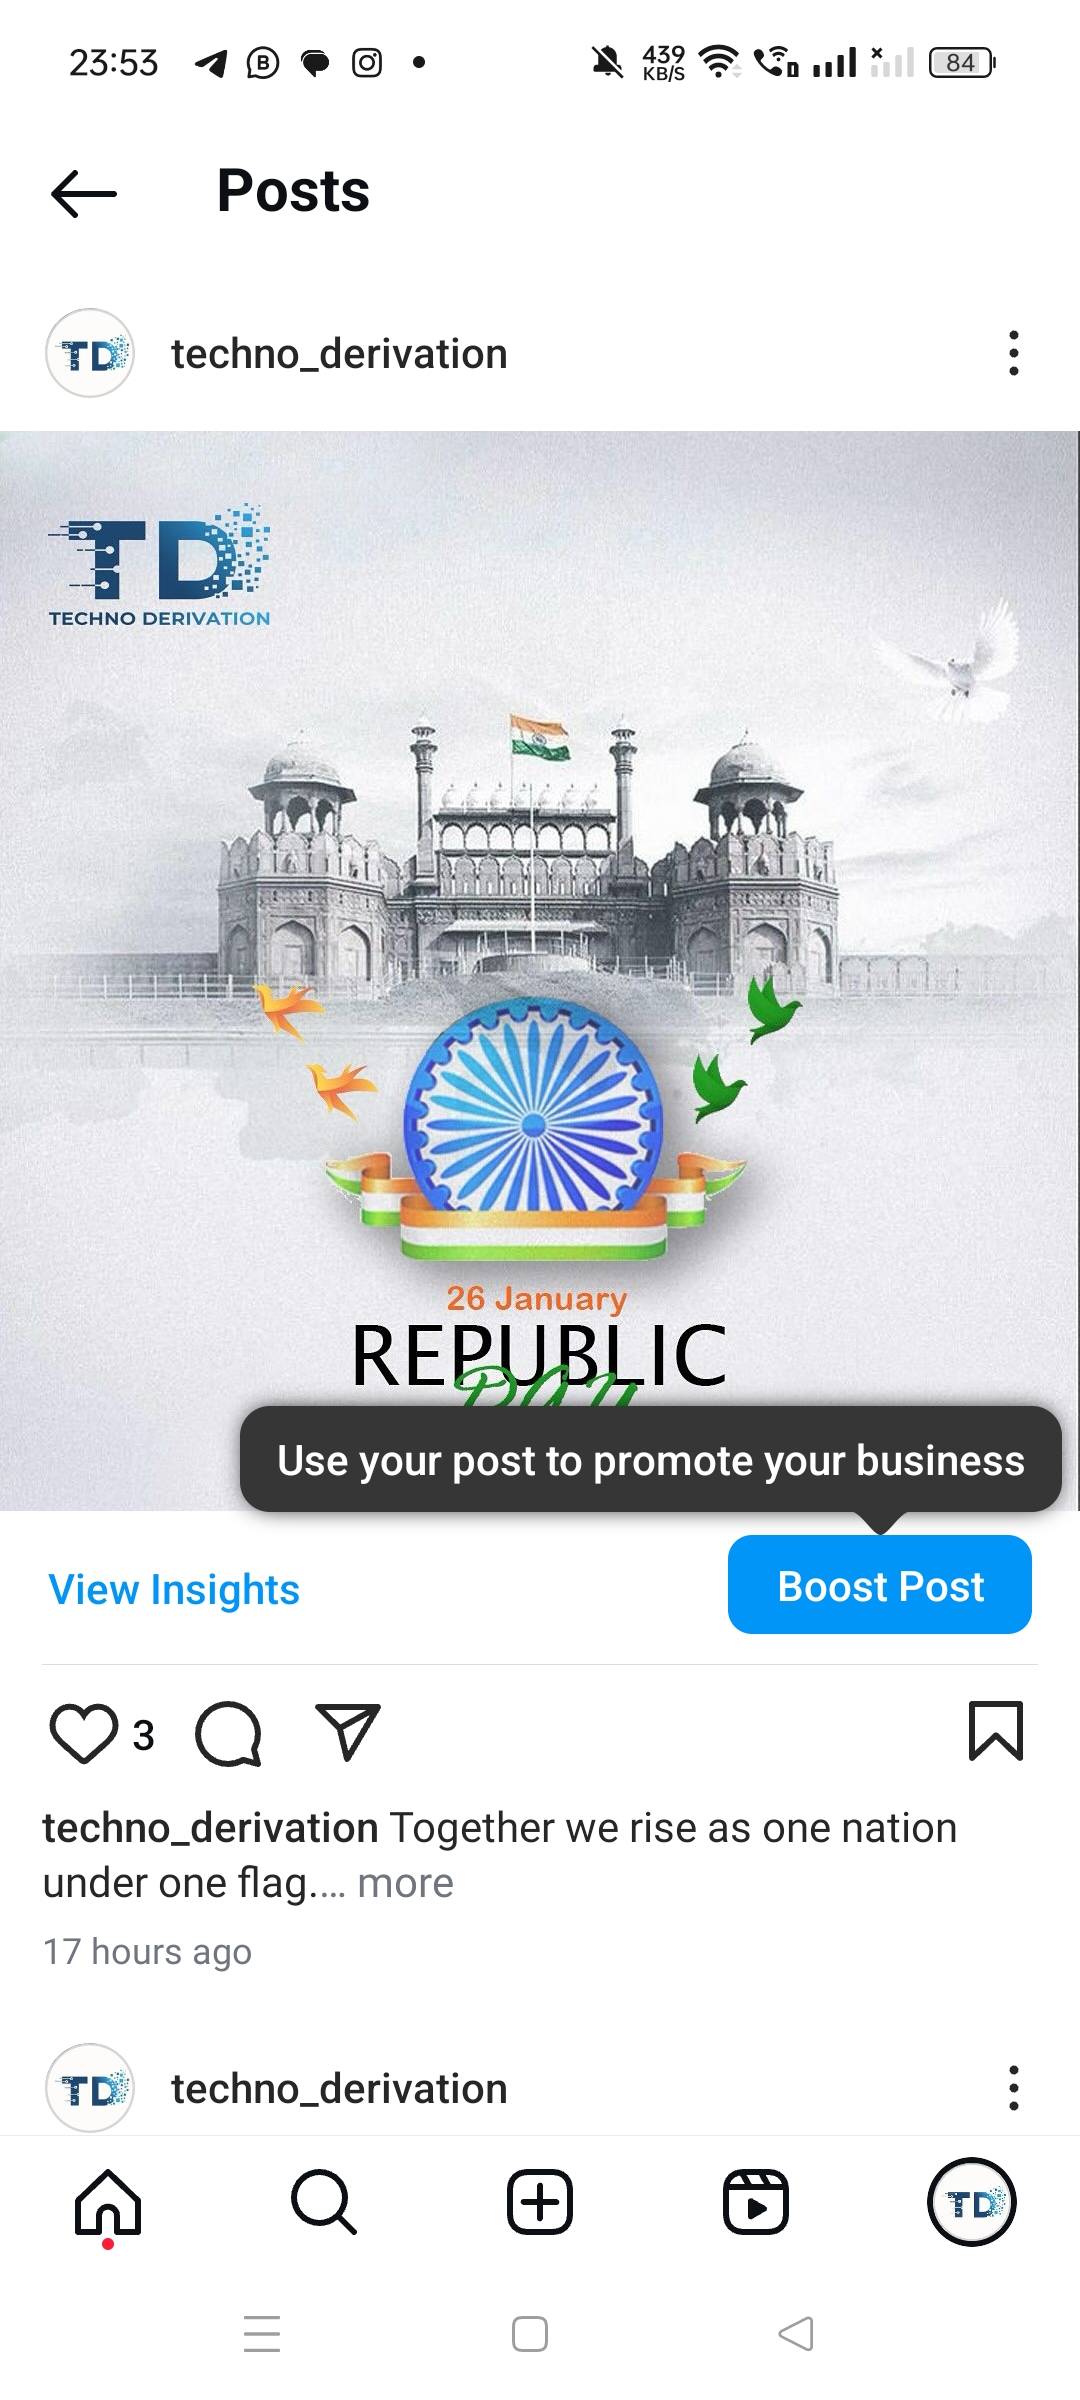 23:53
439
KB/S
84
Posts
techno_derivation
TD
TECHNO DERIVATION
26 January
REPUBLIC
DAY
Use your post to promote your business
View Insights
Boost Post
3
techno_derivation Together we rise as one nation
under one flag.... more
17 hours ago
TD
techno_derivation
TD